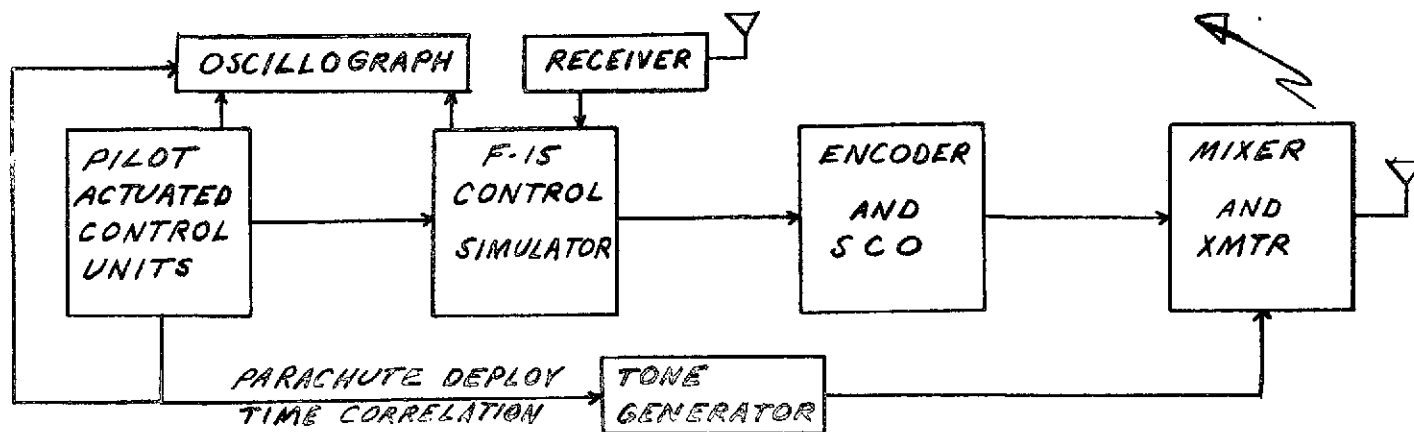 OSCILLOGRAPH
RECEIVER
PILOT
ACTUATED
CONTROL
UNITS
F-15
CONTROL
SIMULATOR
ENCODER
AND
SCO
MIXER
AND
XMTR
PARACHUTE DEPLOY
TIME CORRELATION
TONE
GENERATOR